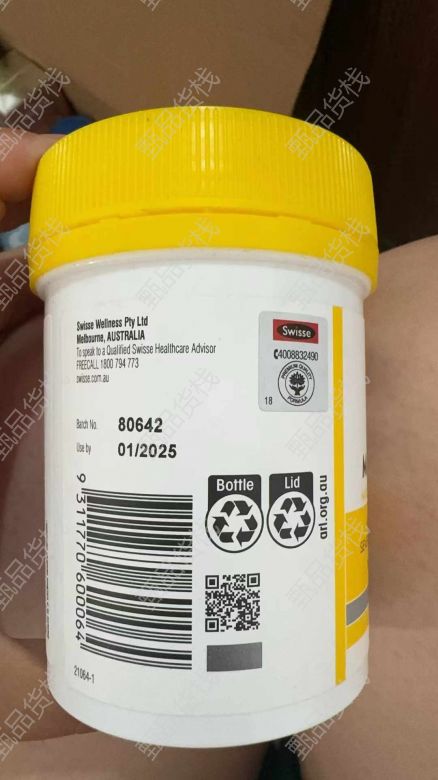 Swisse Wellness Pty Ltd
Melbourne, AUSTRALIA
To speak to a Qualified Swisse Healthcare Advisor
FREECALL 1800 794 773
swisse.com.au
Swisse
C4008832490
PREMIUM QUALITY
FORMULA
18
Batch No. 80642
Use by 01/2025
Bottle
Lid
arl.org.au
9 311770 600064
21064-1
甄品货栈